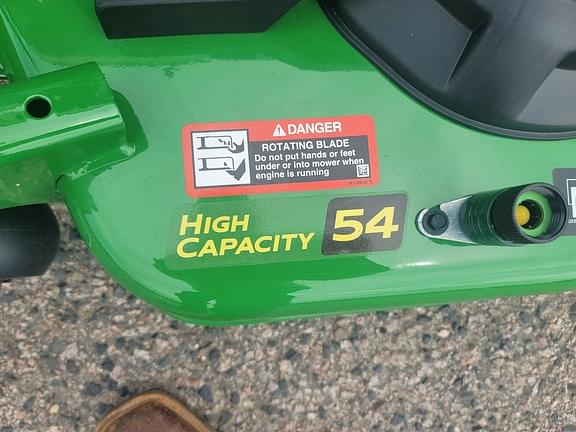 DANGER
ROTATING BLADE
Do not put hands or feet
under or into mower when
engine is running
HIGH
CAPACITY
54